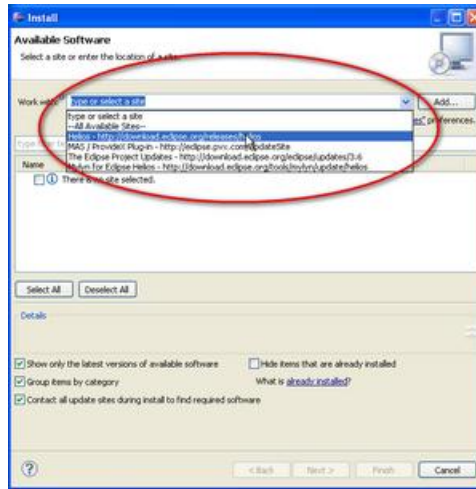 Install
Available Software
Select a site or enter the location of a site.
Work with: type or select a site
Add...
type or select a site
--All Available Sites--
Helios - http://download.eclipse.org/releases/helios
preferences.
MAS / ProvideX Plug-in - http://eclipse.pvx.com/updateSite
The Eclipse Project Updates - http://download.eclipse.org/eclipse/updates/3.6
Mylyn for Eclipse Helios - http://download.eclipse.org/tools/mylyn/update/helios
Name
There is no site selected.
Select All
Deselect All
Details
Show only the latest versions of available software
Hide items that are already installed
Group items by category
What is already installed?
Contact all update sites during install to find required software
?
< Back
Next >
Finish
Cancel